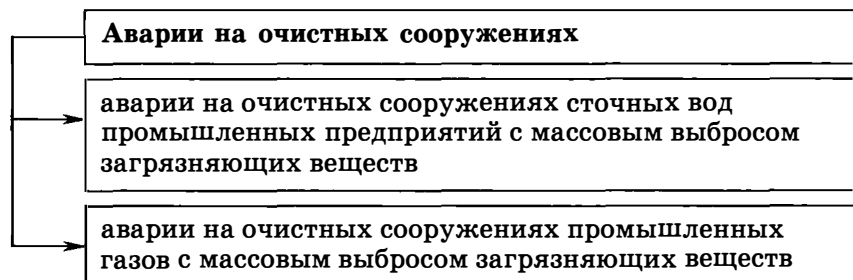 Аварии на очистных сооружениях
аварии на очистных сооружениях сточных вод
промышленных предприятий с массовым выбросом
загрязняющих веществ
аварии на очистных сооружениях промышленных
газов с массовым выбросом загрязняющих веществ